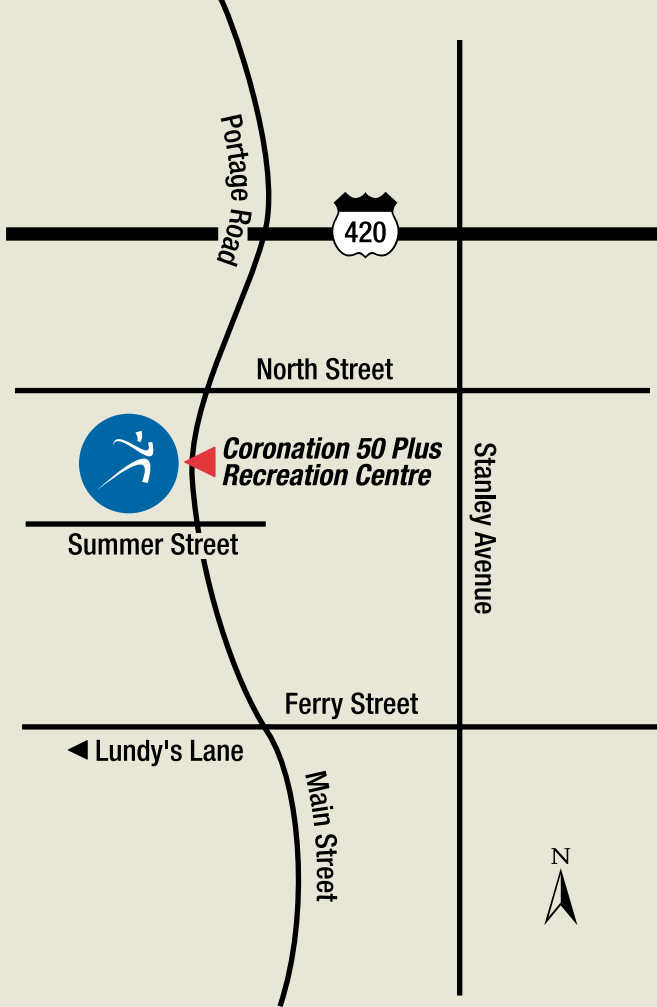 Portage Road
420
North Street
Coronation 50 Plus
Recreation Centre
Stanley Avenue
Summer Street
Ferry Street
Lundy's Lane
Main Street
N